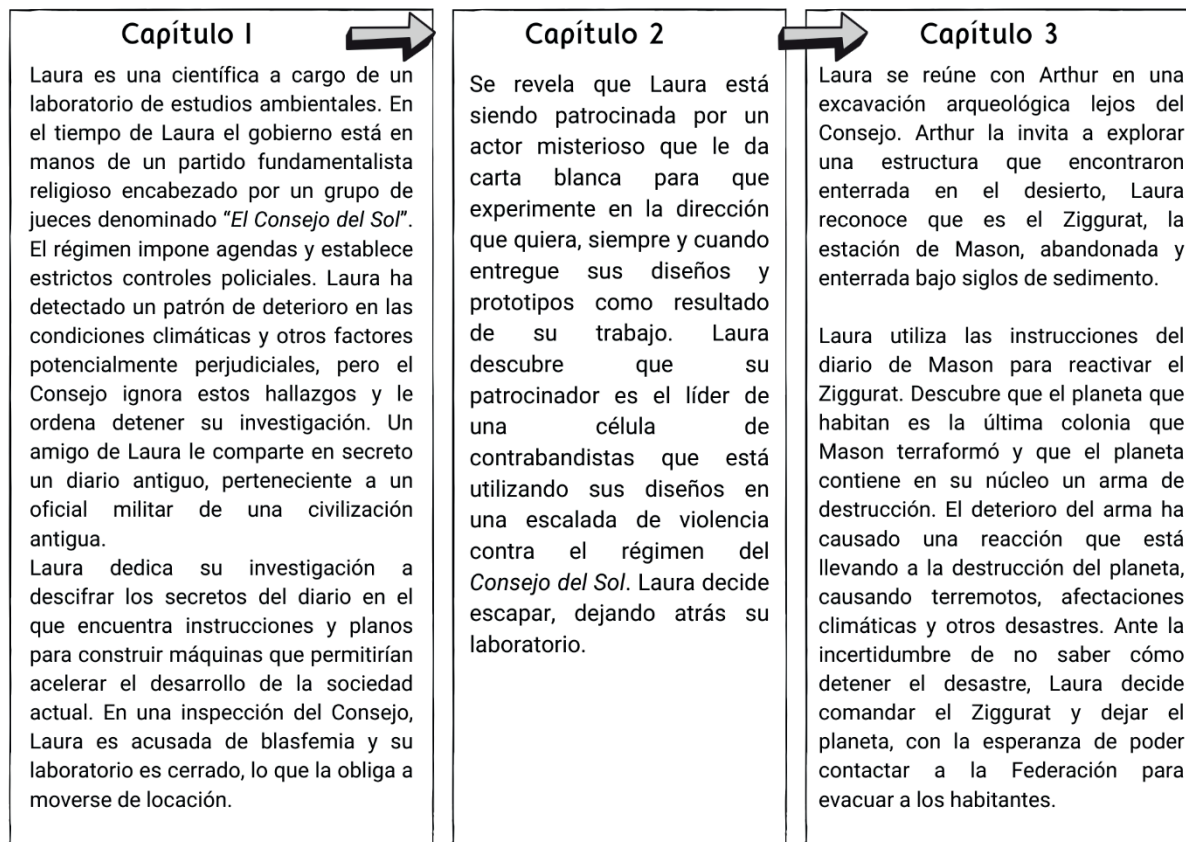 Capítulo 1
Laura es una científica a cargo de un
laboratorio de estudios ambientales. En
el tiempo de Laura el gobierno está en
manos de un partido fundamentalista
religioso encabezado por un grupo de
jueces denominado “El Consejo del Sol”.
El régimen impone agendas y establece
estrictos controles policiales. Laura ha
detectado un patrón de deterioro en las
condiciones climáticas y otros factores
potencialmente perjudiciales, pero el
Consejo ignora estos hallazgos y le
ordena detener su investigación. Un
amigo de Laura le comparte en secreto
un diario antiguo, perteneciente a un
oficial militar de una civilización
antigua.
Laura dedica su investigación a
descifrar los secretos del diario en el
que encuentra instrucciones y planos
para construir máquinas que permitirían
acelerar el desarrollo de la sociedad
actual. En una inspección del Consejo,
Laura es acusada de blasfemia y su
laboratorio es cerrado, lo que la obliga a
moverse de locación.
Capítulo 2
Se revela que Laura está
siendo patrocinada por un
actor misterioso que le da
carta blanca para que
experimente en la dirección
que quiera, siempre y cuando
entregue sus diseños y
prototipos como resultado
de su trabajo. Laura
descubre que su
patrocinador es el líder de
una célula de
contrabandistas que está
utilizando sus diseños en
una escalada de violencia
contra el régimen del
Consejo del Sol. Laura decide
escapar, dejando atrás su
laboratorio.
Capítulo 3
Laura se reúne con Arthur en una
excavación arqueológica lejos del
Consejo. Arthur la invita a explorar
una estructura que encontraron
enterrada en el desierto, Laura
reconoce que es el Ziggurat, la
estación de Mason, abandonada y
enterrada bajo siglos de sedimento.
Laura utiliza las instrucciones del
diario de Mason para reactivar el
Ziggurat. Descubre que el planeta que
habitan es la última colonia que
Mason terraformó y que el planeta
contiene en su núcleo un arma de
destrucción. El deterioro del arma ha
causado una reacción que está
llevando a la destrucción del planeta,
causando terremotos, afectaciones
climáticas y otros desastres. Ante la
incertidumbre de no saber cómo
detener el desastre, Laura decide
comandar el Ziggurat y dejar el
planeta, con la esperanza de poder
contactar a la Federación para
evacuar a los habitantes.